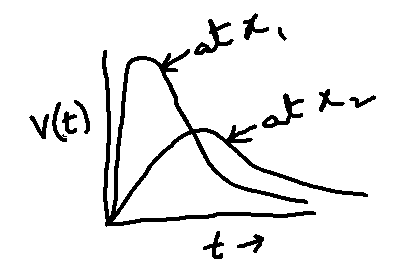 at x₁
V(t)
at x₂
t →